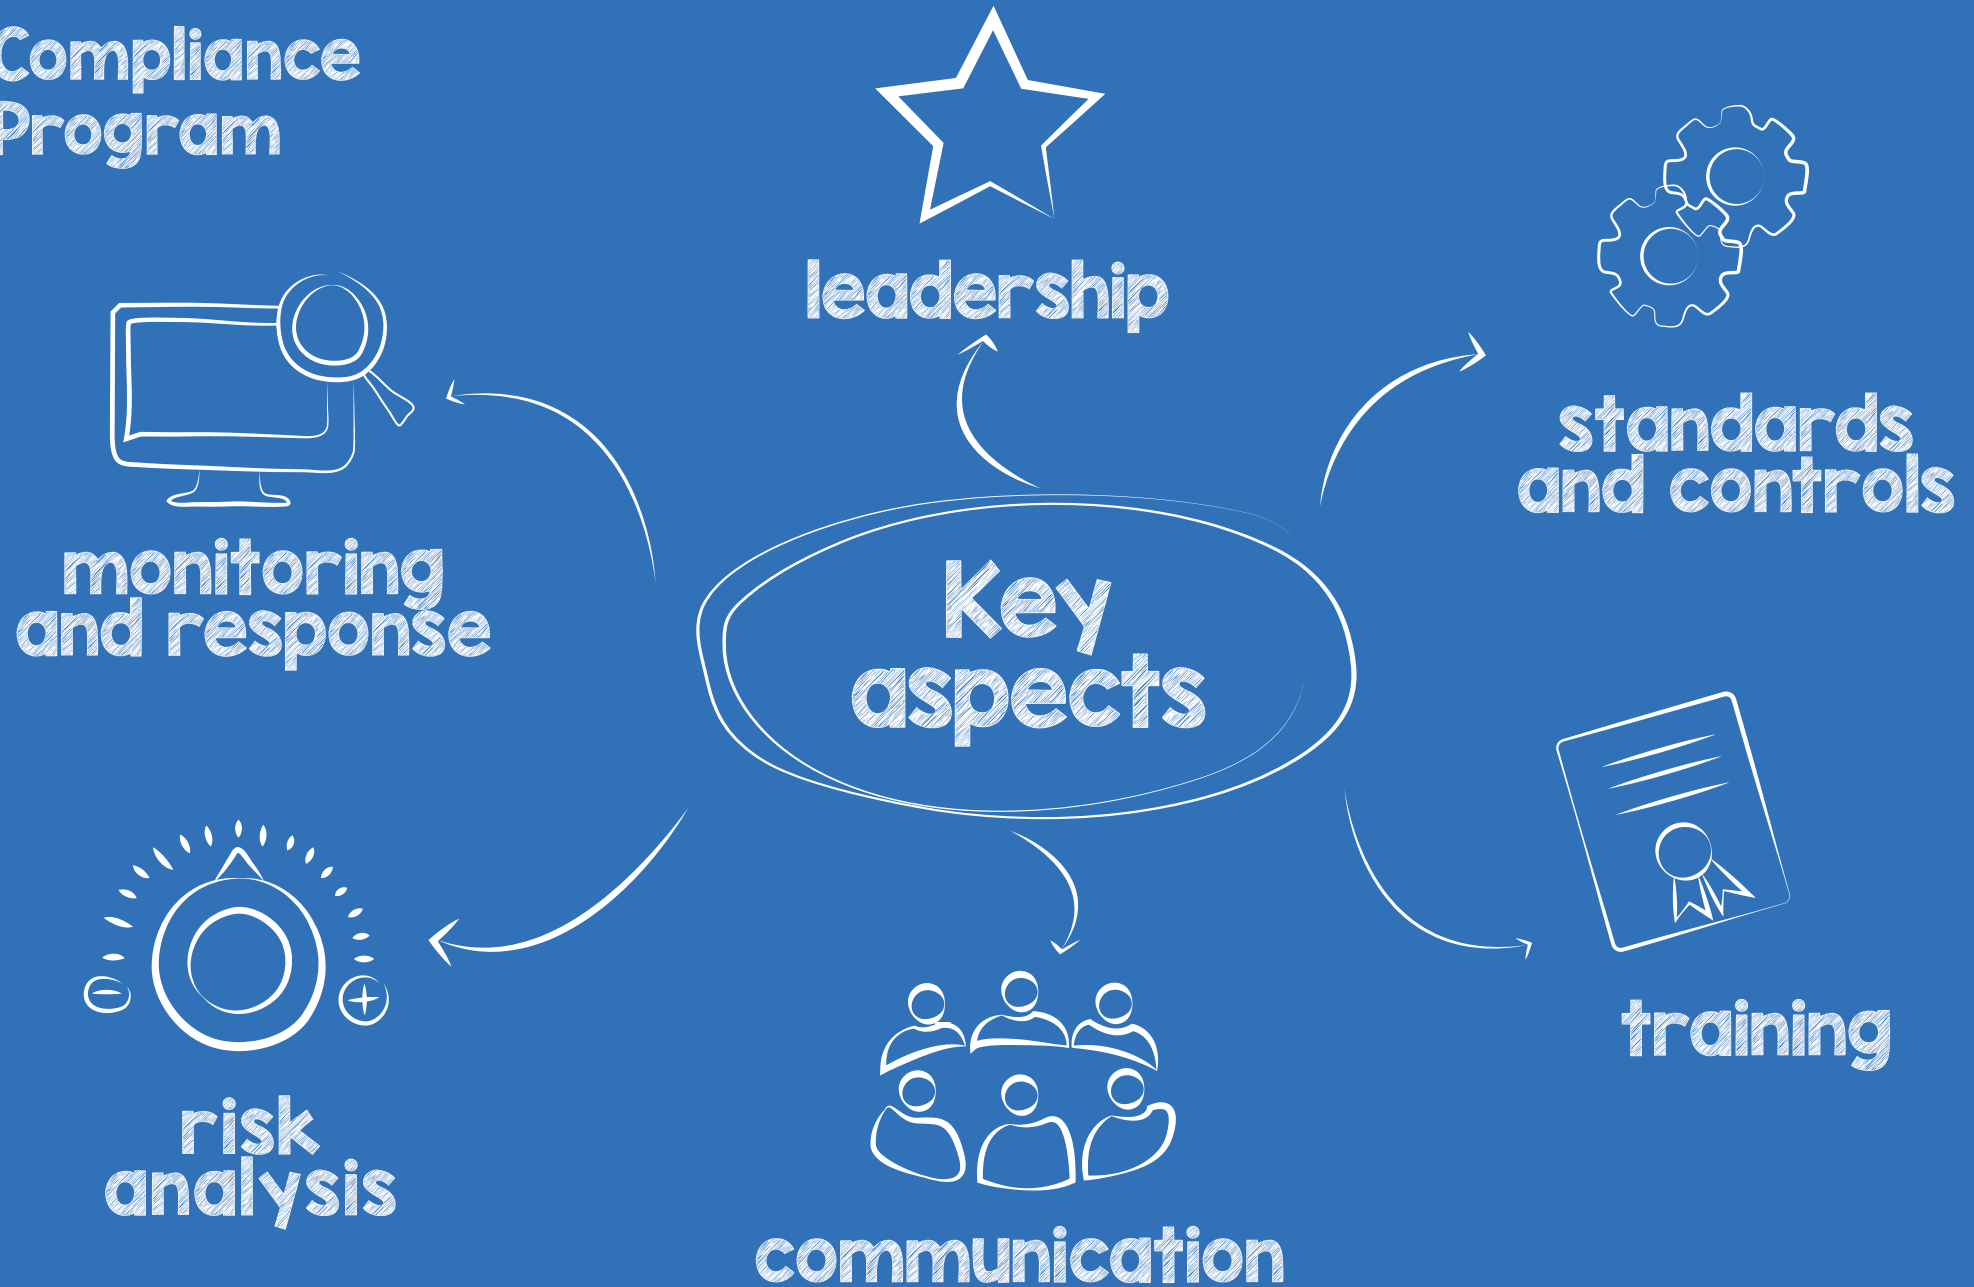 Compliance
Program
leadership
standards
and controls
monitoring
and response
Key
aspects
training
risk
analysis
communication